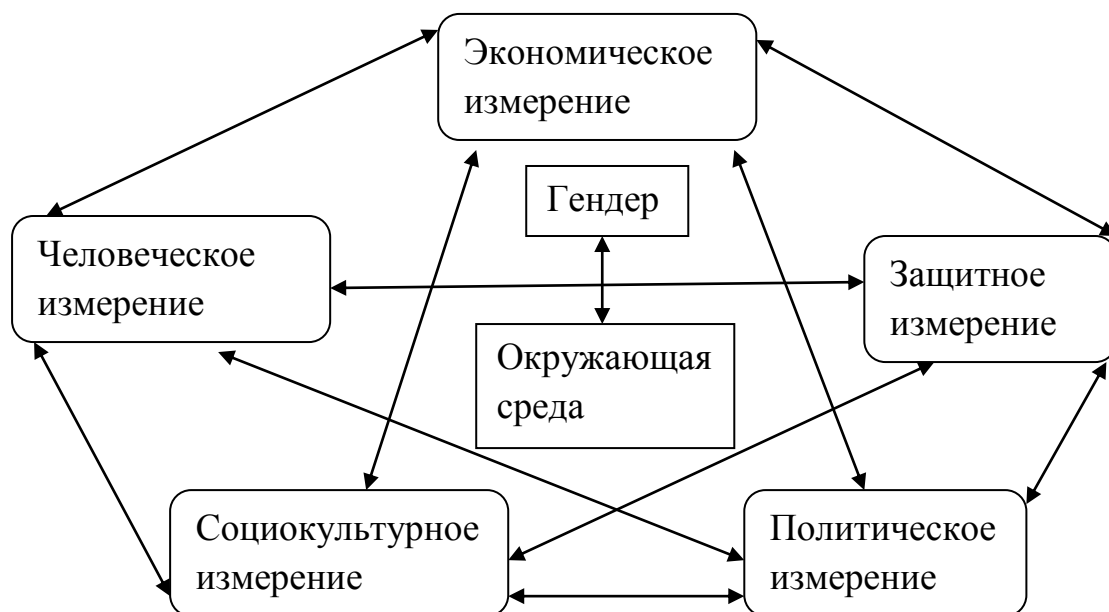 Экономическое
измерение
Гендер
Человеческое
измерение
Защитное
измерение
Окружающая
среда
Социокультурное
измерение
Политическое
измерение